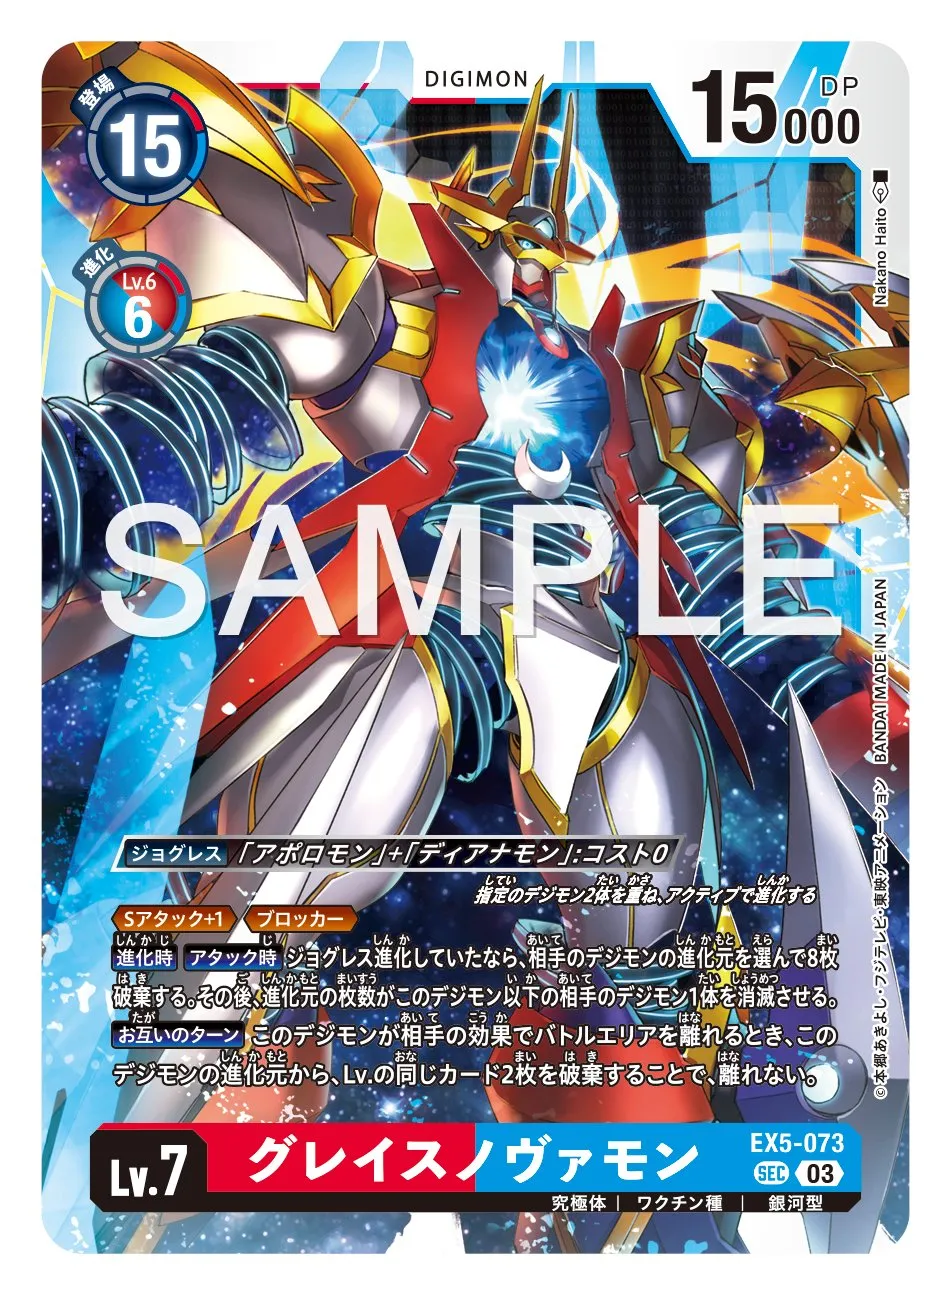 DIGIMON
登場
15
15000
DP
進化
Lv.6
6
Nakano Haito
SAMPLE
BANDAI MADE IN JAPAN
©本郷あきよし・フジテレビ・東映アニメーション
ジョグレス 「アポロモン」+「ディアナモン」:コスト0
指定のデジモン2体を重ね、アクティブで進化する
Sアタック+1 ブロッカー
進化時 アタック時 ジョグレス進化していたなら、相手のデジモンの進化元を選んで8枚
破棄する。その後、進化元の枚数がこのデジモン以下の相手のデジモン1体を消滅させる。
お互いのターン このデジモンが相手の効果でバトルエリアを離れるとき、この
デジモンの進化元から、Lv.の同じカード2枚を破棄することで、離れない。
Lv.7
グレイスノヴァモン
EX5-073
SEC 03
究極体 | ワクチン種 | 銀河型